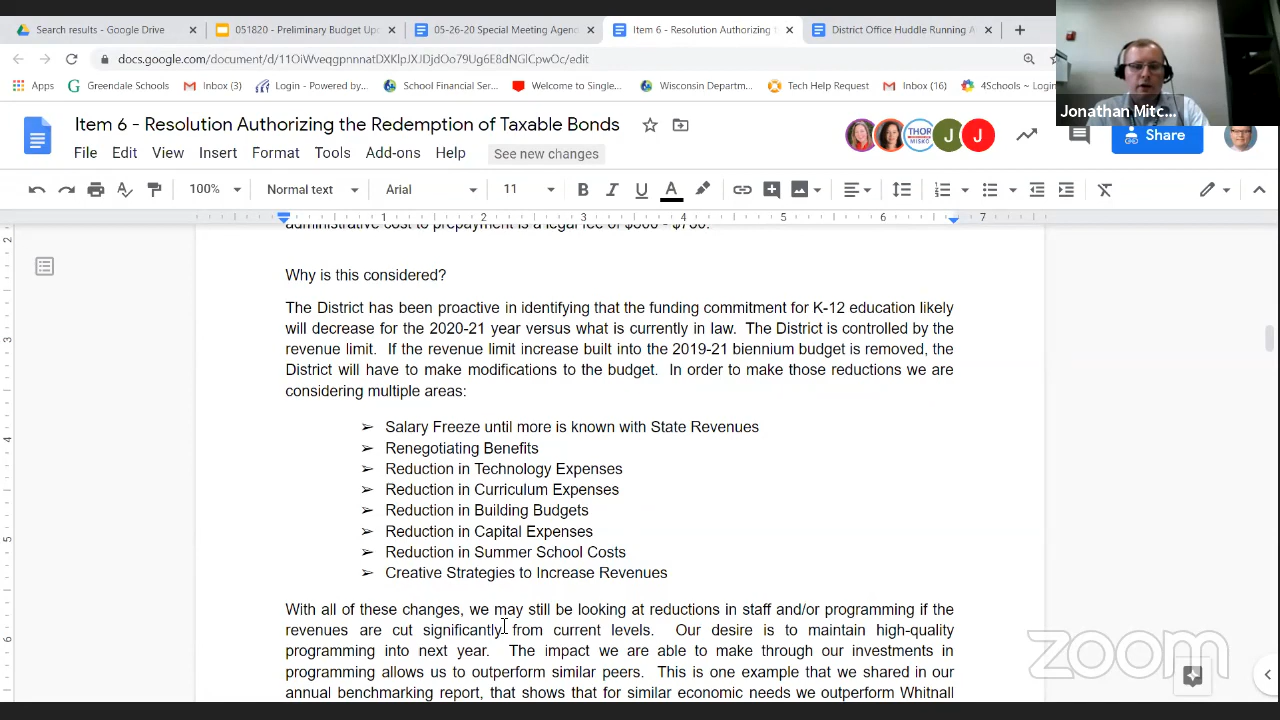 Search results - Google Drive
051820 - Preliminary Budget Up
05-26-20 Special Meeting Agen
Item 6 - Resolution Authorizing
District Office Huddle Running A
Apps
Greendale Schools
Inbox (3)
Login - Powered by...
School Financial Ser...
Welcome to Single...
Wisconsin Departm...
Tech Help Request
Inbox (16)
4Schools ~ Login
Jonathan Mitc...
Item 6 - Resolution Authorizing the Redemption of Taxable Bonds
File Edit View Insert Format Tools Add-ons Help See new changes
THOR
MISKO
J J
Share
100% Normal text Arial 11 B I U A
1 2 3 4 5 6 7
Why is this considered?
The District has been proactive in identifying that the funding commitment for K-12 education likely
will decrease for the 2020-21 year versus what is currently in law. The District is controlled by the
revenue limit. If the revenue limit increase built into the 2019-21 biennium budget is removed, the
District will have to make modifications to the budget. In order to make those reductions we are
considering multiple areas:
➢ Salary Freeze until more is known with State Revenues
➢ Renegotiating Benefits
➢ Reduction in Technology Expenses
➢ Reduction in Curriculum Expenses
➢ Reduction in Building Budgets
➢ Reduction in Capital Expenses
➢ Reduction in Summer School Costs
➢ Creative Strategies to Increase Revenues
With all of these changes, we may still be looking at reductions in staff and/or programming if the
revenues are cut significantly from current levels. Our desire is to maintain high-quality
programming into next year. The impact we are able to make through our investments in
programming allows us to outperform similar peers. This is one example that we shared in our
annual benchmarking report, that shows that for similar economic needs we outperform Whitnall
zoom